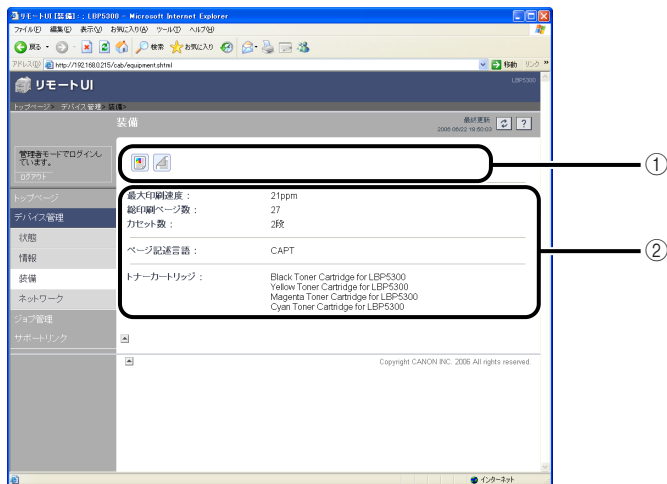 リモートUI [装備] : ; LBP5300 - Microsoft Internet Explorer
ファイル(F) 編集(E) 表示(V) お気に入り(A) ツール(T) ヘルプ(H)
戻る 検索 お気に入り
アドレス(D) http://192.168.0.215/cab/equipment.shtml 移動 リンク »
リモートUI
LBP5300
トップページ> デバイス管理> 装備>
装備
最終更新
2006 06/22 19:50:03
管理者モードでログインし
ています。
ログアウト
トップページ
デバイス管理
状態
情報
装備
ネットワーク
ジョブ管理
サポートリンク
①
最大印刷速度 : 21ppm
総印刷ページ数 : 27
カセット数 : 2段
ページ記述言語 : CAPT
トナーカートリッジ : Black Toner Cartridge for LBP5300
Yellow Toner Cartridge for LBP5300
Magenta Toner Cartridge for LBP5300
Cyan Toner Cartridge for LBP5300
②
Copyright CANON INC. 2006 All rights reserved.
インターネット